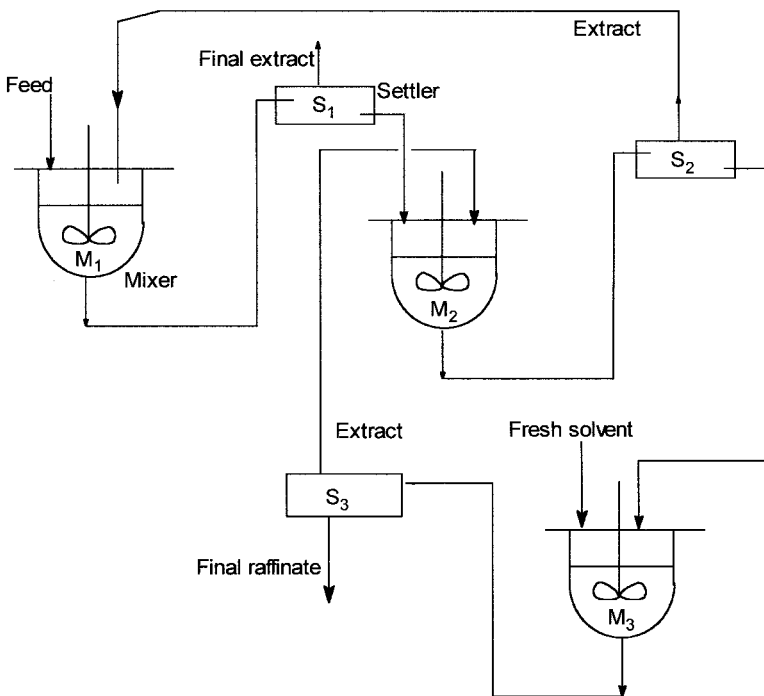 Extract
Final extract
Feed
Settler
S1
S2
M1
Mixer
M2
Extract
Fresh solvent
S3
Final raffinate
M3